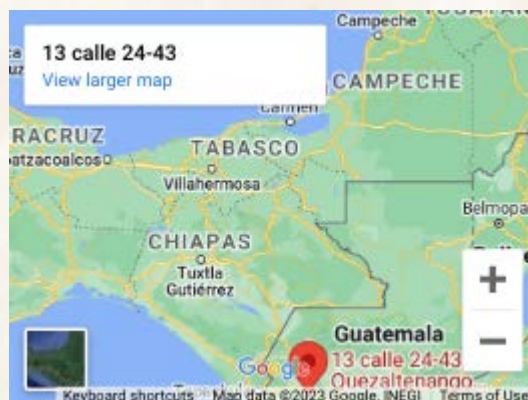 13 calle 24-43
View larger map
Campeche
CAMPECHE
Carmen
RACRUZ
oatzacoalcos
TABASCO
Villahermosa
Belmopa
CHIAPAS
Tuxtla
Gutiérrez
+
−
Guatemala
Google
13 calle 24-43
Quezaltenango
Keyboard shortcuts
Map data ©2023 Google, INEGI
Terms of Use